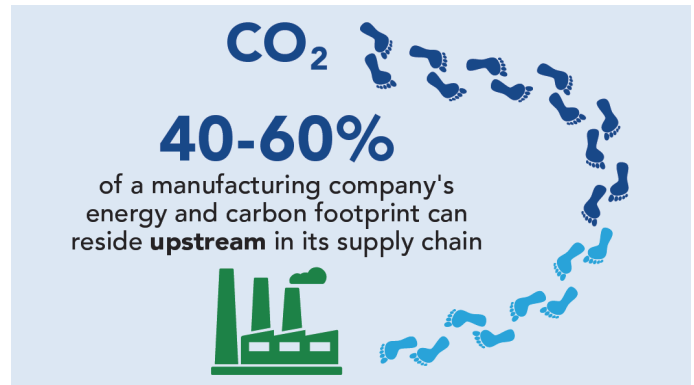 CO₂
40-60%
of a manufacturing company's
energy and carbon footprint can
reside upstream in its supply chain